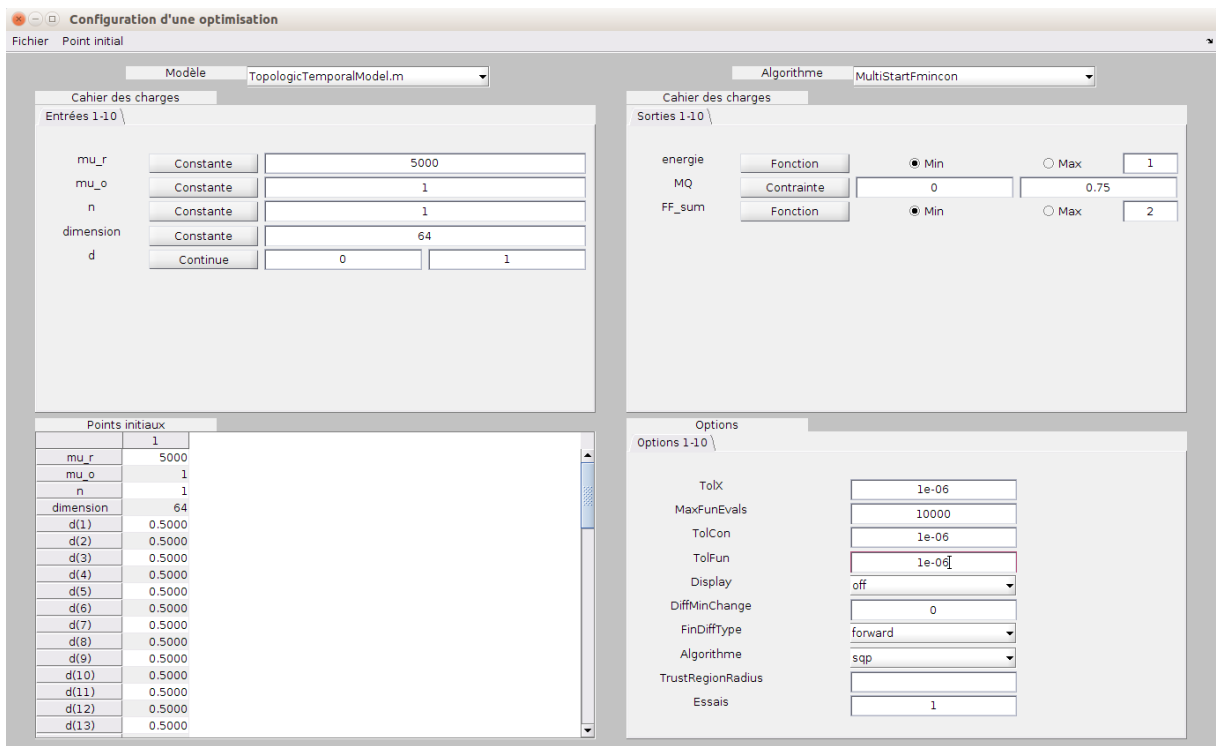 Configuration d'une optimisation
Fichier Point initial
Modèle TopologicTemporalModel.m
Cahier des charges
Entrées 1-10
mu_r Constante 5000
mu_o Constante 1
n Constante 1
dimension Constante 64
d Continue 0 1
Algorithme MultiStartFmincon
Cahier des charges
Sorties 1-10
energie Fonction Min Max 1
MQ Contrainte 0 0.75
FF_sum Fonction Min Max 2
Points initiaux
1
mu_r 5000
mu_o 1
n 1
dimension 64
d(1) 0.5000
d(2) 0.5000
d(3) 0.5000
d(4) 0.5000
d(5) 0.5000
d(6) 0.5000
d(7) 0.5000
d(8) 0.5000
d(9) 0.5000
d(10) 0.5000
d(11) 0.5000
d(12) 0.5000
d(13) 0.5000
Options
Options 1-10
TolX 1e-06
MaxFunEvals 10000
TolCon 1e-06
TolFun 1e-06
Display off
DiffMinChange 0
FinDiffType forward
Algorithme sqp
TrustRegionRadius
Essais 1